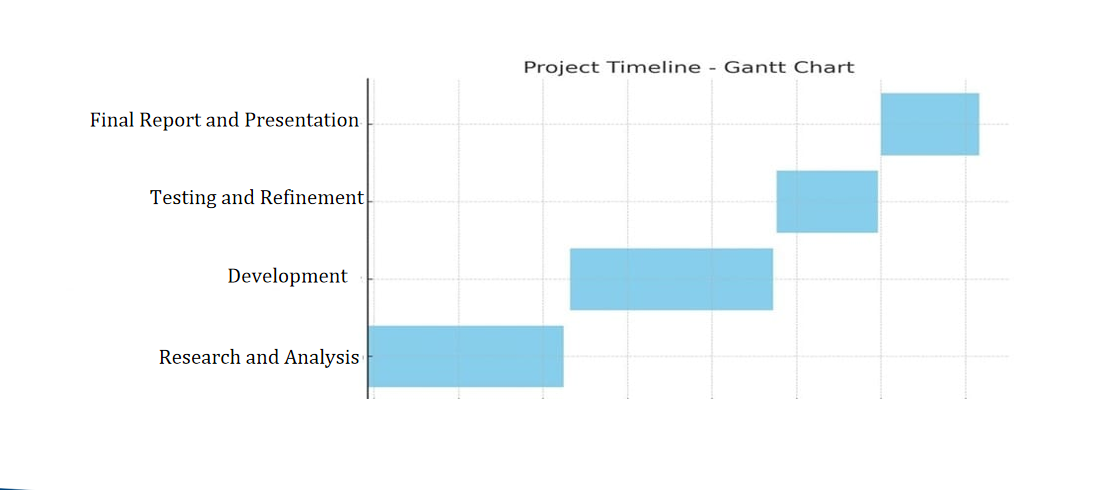 Project Timeline - Gantt Chart
Final Report and Presentation
Testing and Refinement
Development
Research and Analysis